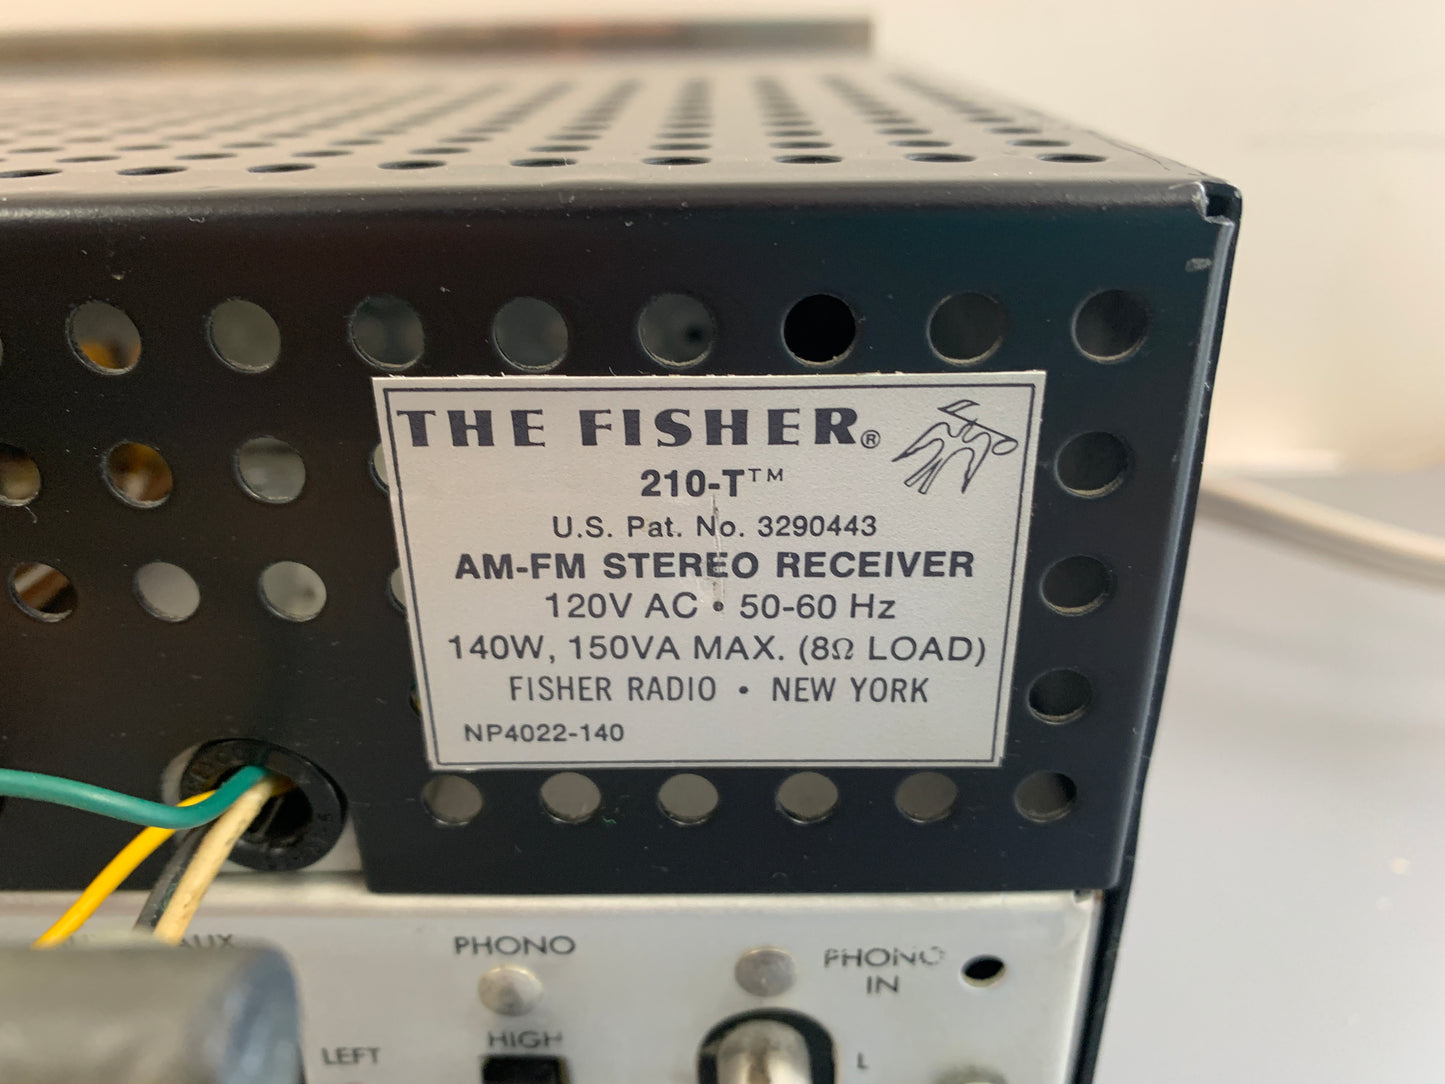 THE FISHER®
210-T™
U.S. Pat. No. 3290443
AM-FM STEREO RECEIVER
120V AC • 50-60 Hz
140W, 150VA MAX. (8Ω LOAD)
FISHER RADIO • NEW YORK
NP4022-140
AUX
PHONO
PHONO
IN
HIGH
LEFT
L